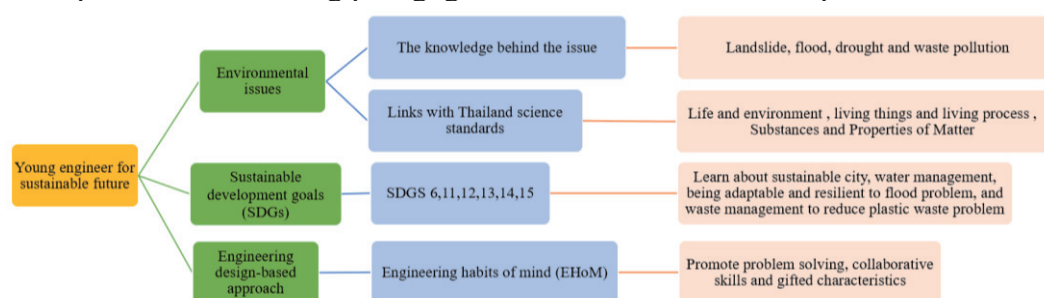 The knowledge behind the issue
Landslide, flood, drought and waste pollution
Environmental
issues
Links with Thailand science
standards
Life and environment , living things and living process ,
Substances and Properties of Matter
Young engineer for
sustainable future
Sustainable
development goals
(SDGs)
SDGS 6,11,12,13,14,15
Learn about sustainable city, water management,
being adaptable and resilient to flood problem, and
waste management to reduce plastic waste problem
Engineering
design-based
approach
Engineering habits of mind (EHoM)
Promote problem solving, collaborative
skills and gifted characteristics